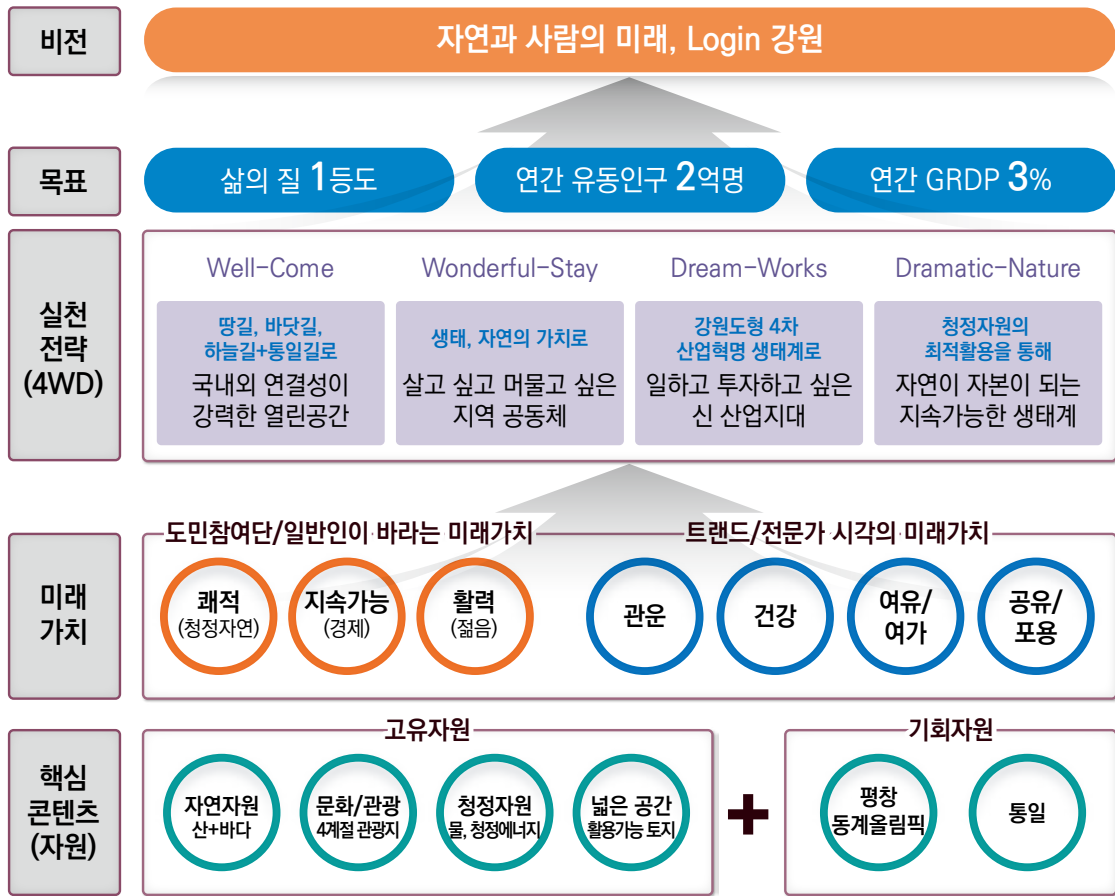 비전
자연과 사람의 미래, Login 강원
목표
삶의 질 1등도
연간 유동인구 2억명
연간 GRDP 3%
실천
전략
(4WD)
Well-Come
땅길, 바닷길,
하늘길+통일길로
국내외 연결성이
강력한 열린공간
Wonderful-Stay
생태, 자연의 가치로
살고 싶고 머물고 싶은
지역 공동체
Dream-Works
강원도형 4차
산업혁명 생태계로
일하고 투자하고 싶은
신 산업지대
Dramatic-Nature
청정자원의
최적활용을 통해
자연이 자본이 되는
지속가능한 생태계
미래
가치
도민참여단/일반인이 바라는 미래가치
쾌적
(청정자연)
지속가능
(경제)
활력
(젊음)
트랜드/전문가 시각의 미래가치
관운
건강
여유/
여가
공유/
포용
핵심
콘텐츠
(자원)
고유자원
자연자원
산+바다
문화/관광
4계절 관광지
청정자원
물, 청정에너지
넓은 공간
활용가능 토지
+
기회자원
평창
동계올림픽
통일